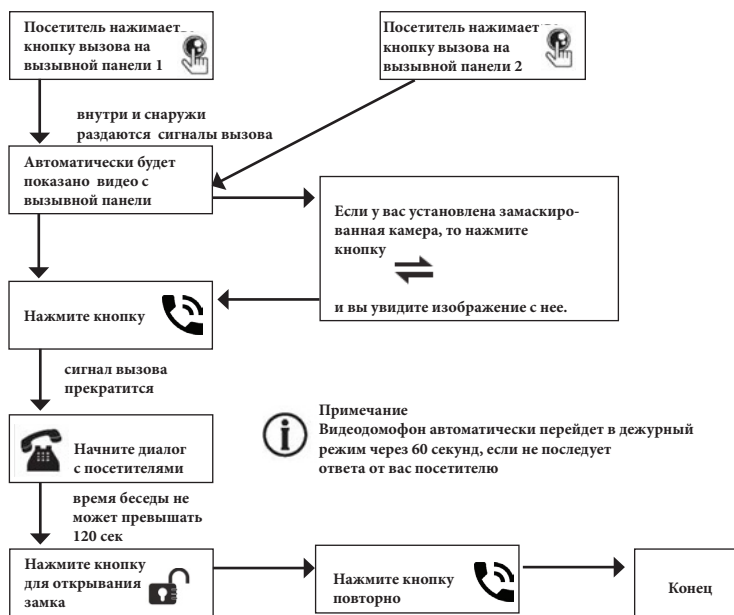 Посетитель нажимает
кнопку вызова на
вызывной панели 1
Посетитель нажимает
кнопку вызова на
вызывной панели 2
внутри и снаружи
раздаются сигналы вызова
Автоматически будет
показано видео с
вызывной панели
Если у вас установлена замаскиро-
ванная камера, то нажмите
кнопку
и вы увидите изображение с нее.
Нажмите кнопку
сигнал вызова
прекратится
Начните диалог
с посетителями
Примечание
Видеодомофон автоматически перейдет в дежурный
режим через 60 секунд, если не последует
ответа от вас посетителю
время беседы не
может превышать
120 сек
Нажмите кнопку
для открывания
замка
Нажмите кнопку
повторно
Конец